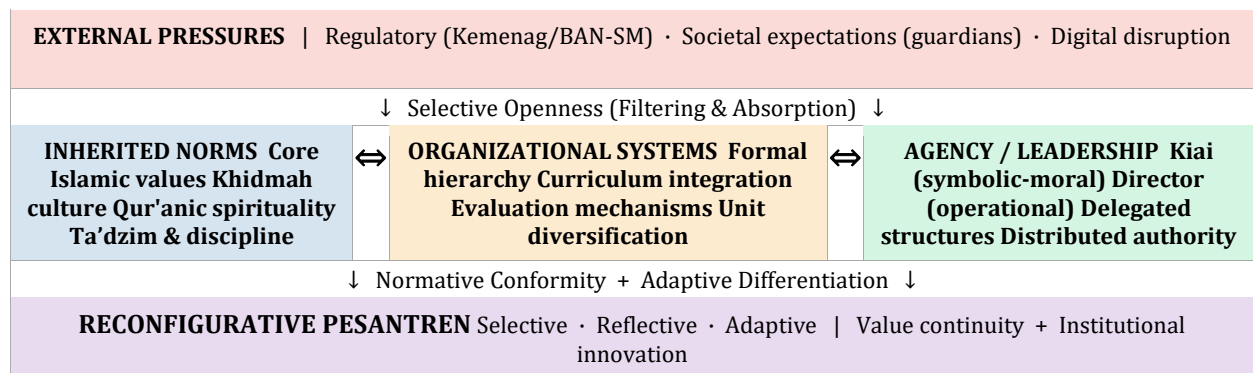 EXTERNAL PRESSURES | Regulatory (Kemenag/BAN-SM) · Societal expectations (guardians) · Digital disruption
↓ Selective Openness (Filtering & Absorption) ↓
INHERITED NORMS Core
Islamic values Khidmah
culture Qur'anic spirituality
Ta’dzim & discipline
⇔
ORGANIZATIONAL SYSTEMS Formal
hierarchy Curriculum integration
Evaluation mechanisms Unit
diversification
⇔
AGENCY / LEADERSHIP Kiai
(symbolic-moral) Director
(operational) Delegated
structures Distributed authority
↓ Normative Conformity + Adaptive Differentiation ↓
RECONFIGURATIVE PESANTREN Selective · Reflective · Adaptive | Value continuity + Institutional
innovation